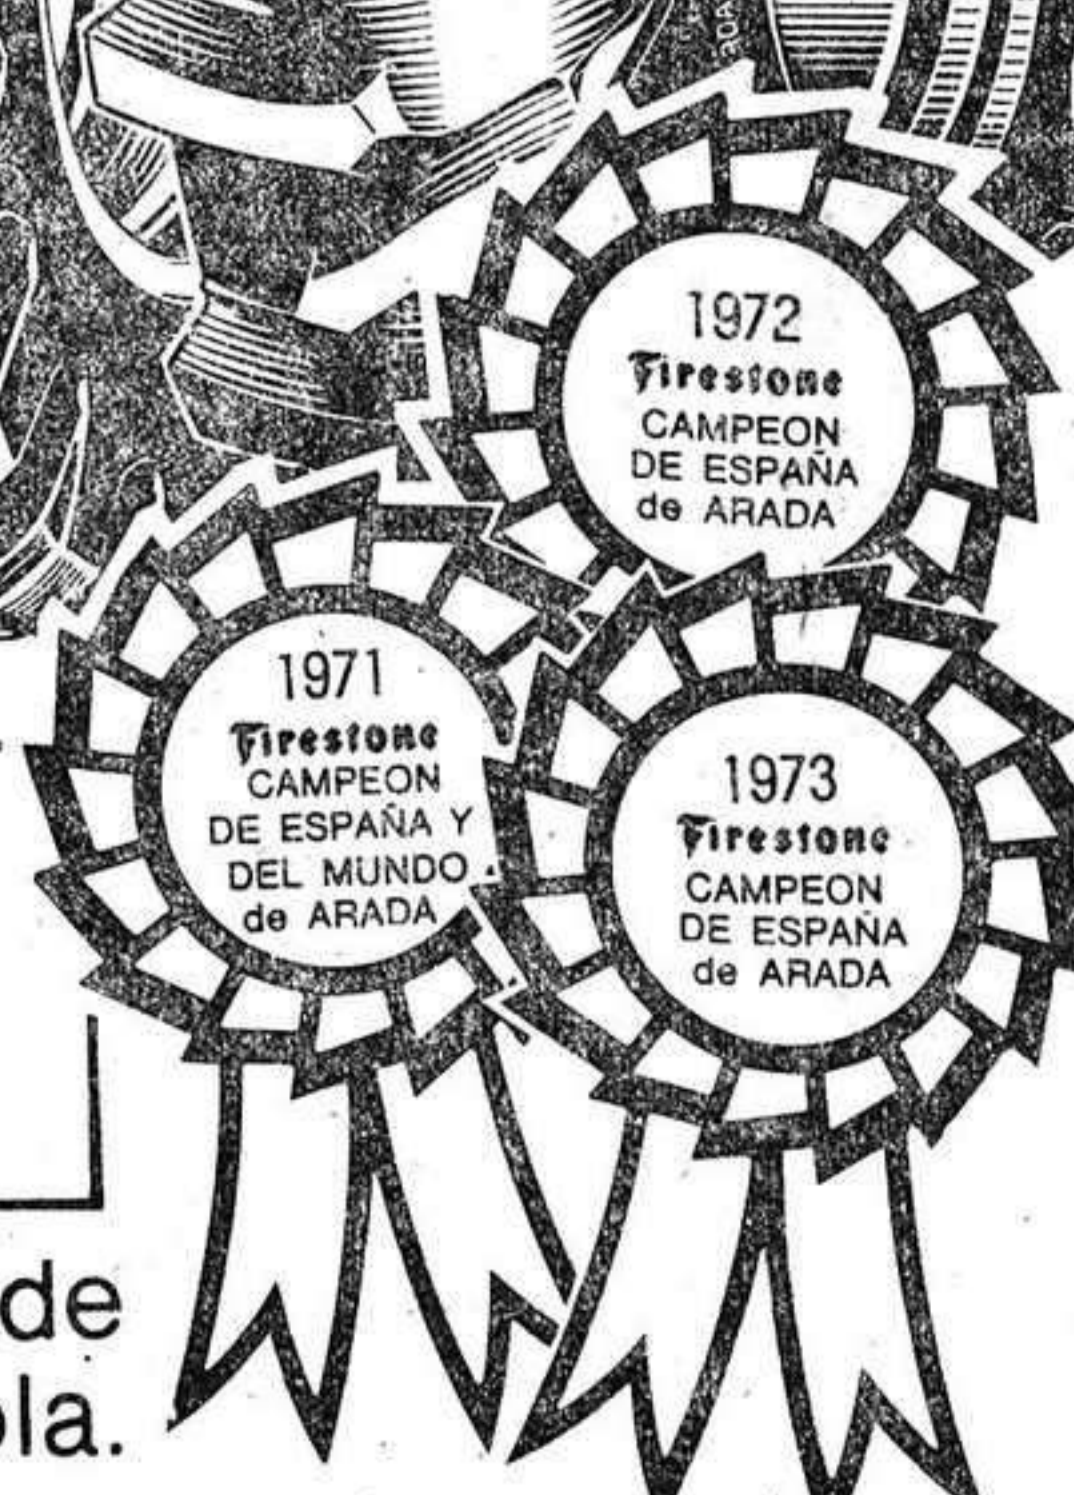 1972
Firestone
CAMPEON
DE ESPAÑA
de ARADA
1971
Firestone
CAMPEON
DE ESPAÑA Y
DEL MUNDO
de ARADA
1973
Firestone
CAMPEON
DE ESPAÑA
de ARADA
de